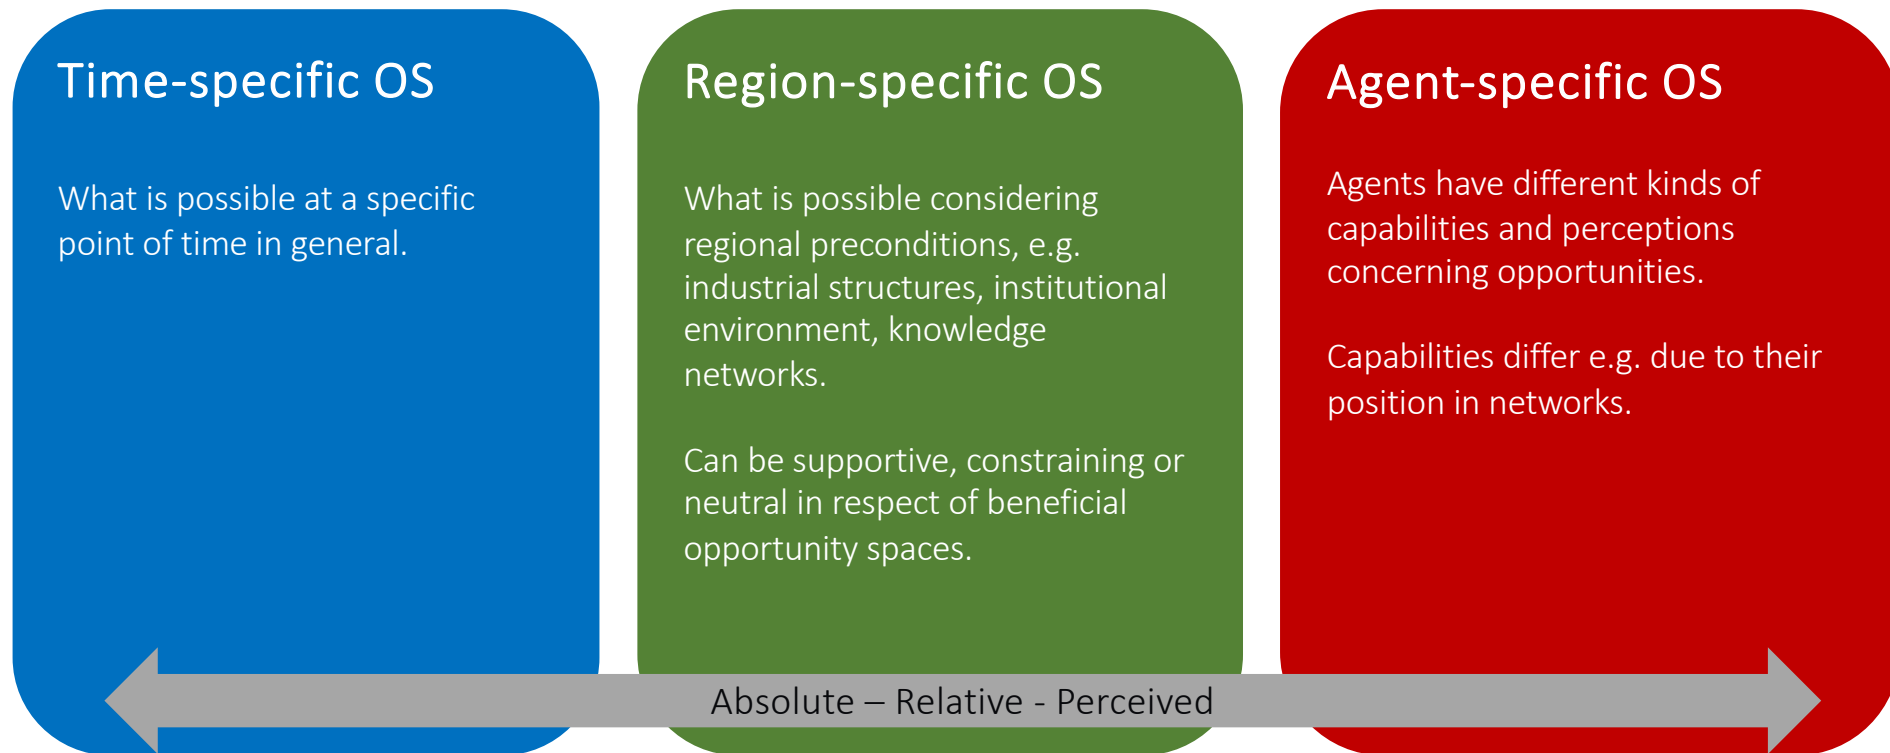 Time-specific OS
What is possible at a specific
point of time in general.
Region-specific OS
What is possible considering
regional preconditions, e.g.
industrial structures, institutional
environment, knowledge
networks.
Can be supportive, constraining or
neutral in respect of beneficial
opportunity spaces.
Agent-specific OS
Agents have different kinds of
capabilities and perceptions
concerning opportunities.
Capabilities differ e.g. due to their
position in networks.
Absolute – Relative - Perceived